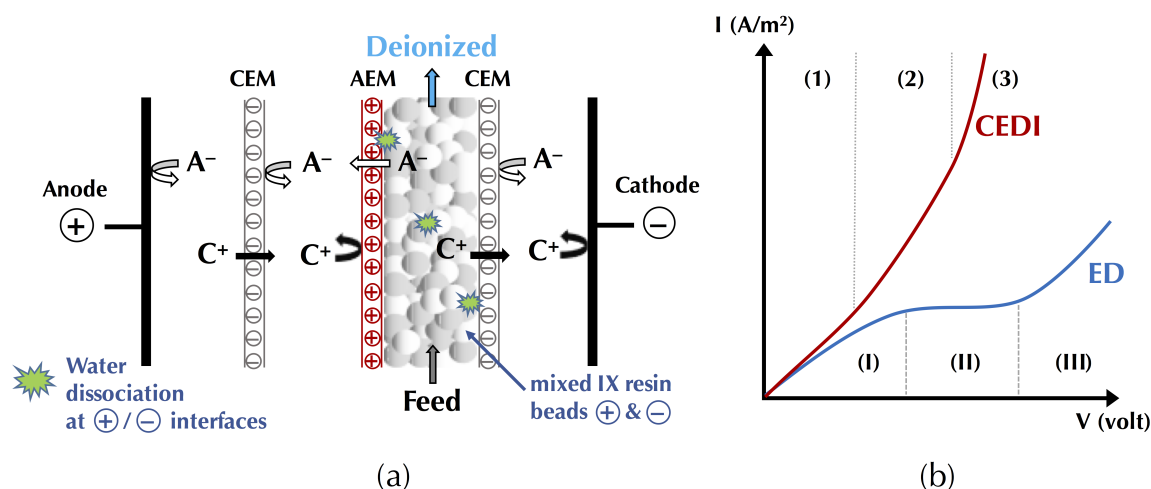 Deionized
CEM
AEM
CEM
A⁻
A⁻
A⁻
A⁻
Anode
+
Cathode
−
C⁺
C⁺
C⁺
C⁺
Water
dissociation
at ⊕ / ⊖ interfaces
Feed
mixed IX resin
beads ⊕ & ⊖
(a)
I (A/m²)
(1)
(2)
(3)
CEDI
ED
(I)
(II)
(III)
V (volt)
(b)